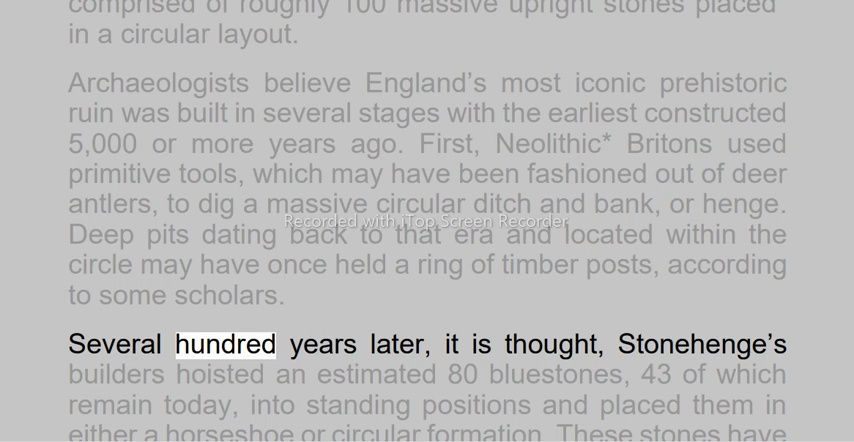 comprised of roughly 100 massive upright stones placed
in a circular layout.
Archaeologists believe England’s most iconic prehistoric
ruin was built in several stages with the earliest constructed
5,000 or more years ago. First, Neolithic* Britons used
primitive tools, which may have been fashioned out of deer
antlers, to dig a massive circular ditch and bank, or henge.
Recorded with iTop Screen Recorder
Deep pits dating back to that era and located within the
circle may have once held a ring of timber posts, according
to some scholars.
Several hundred years later, it is thought, Stonehenge’s
builders hoisted an estimated 80 bluestones, 43 of which
remain today, into standing positions and placed them in
either a horseshoe or circular formation. These stones have